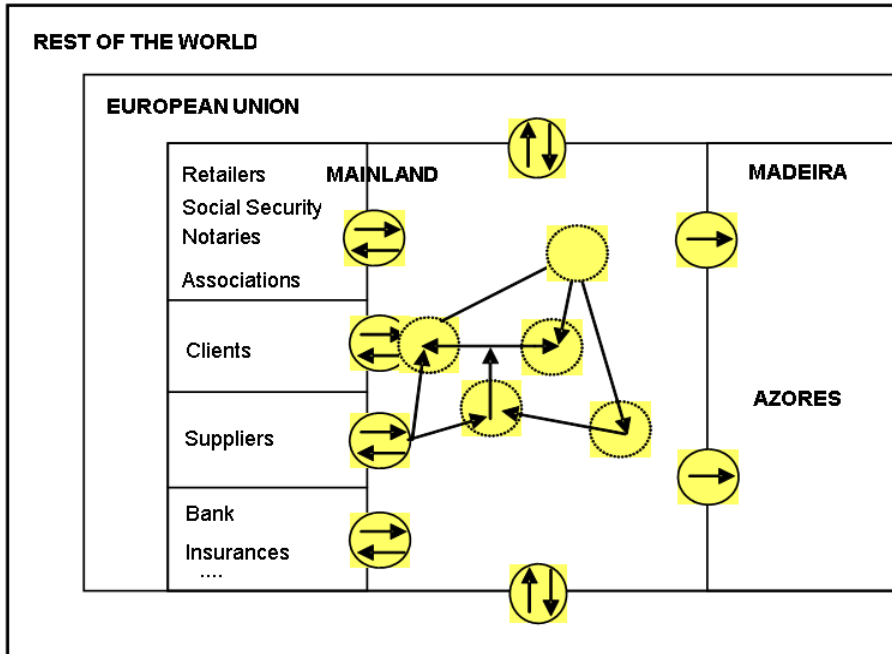 REST OF THE WORLD
EUROPEAN UNION
Retailers
MAINLAND
MADEIRA
Social Security
Notaries
Associations
Clients
AZORES
Suppliers
Bank
Insurances
....